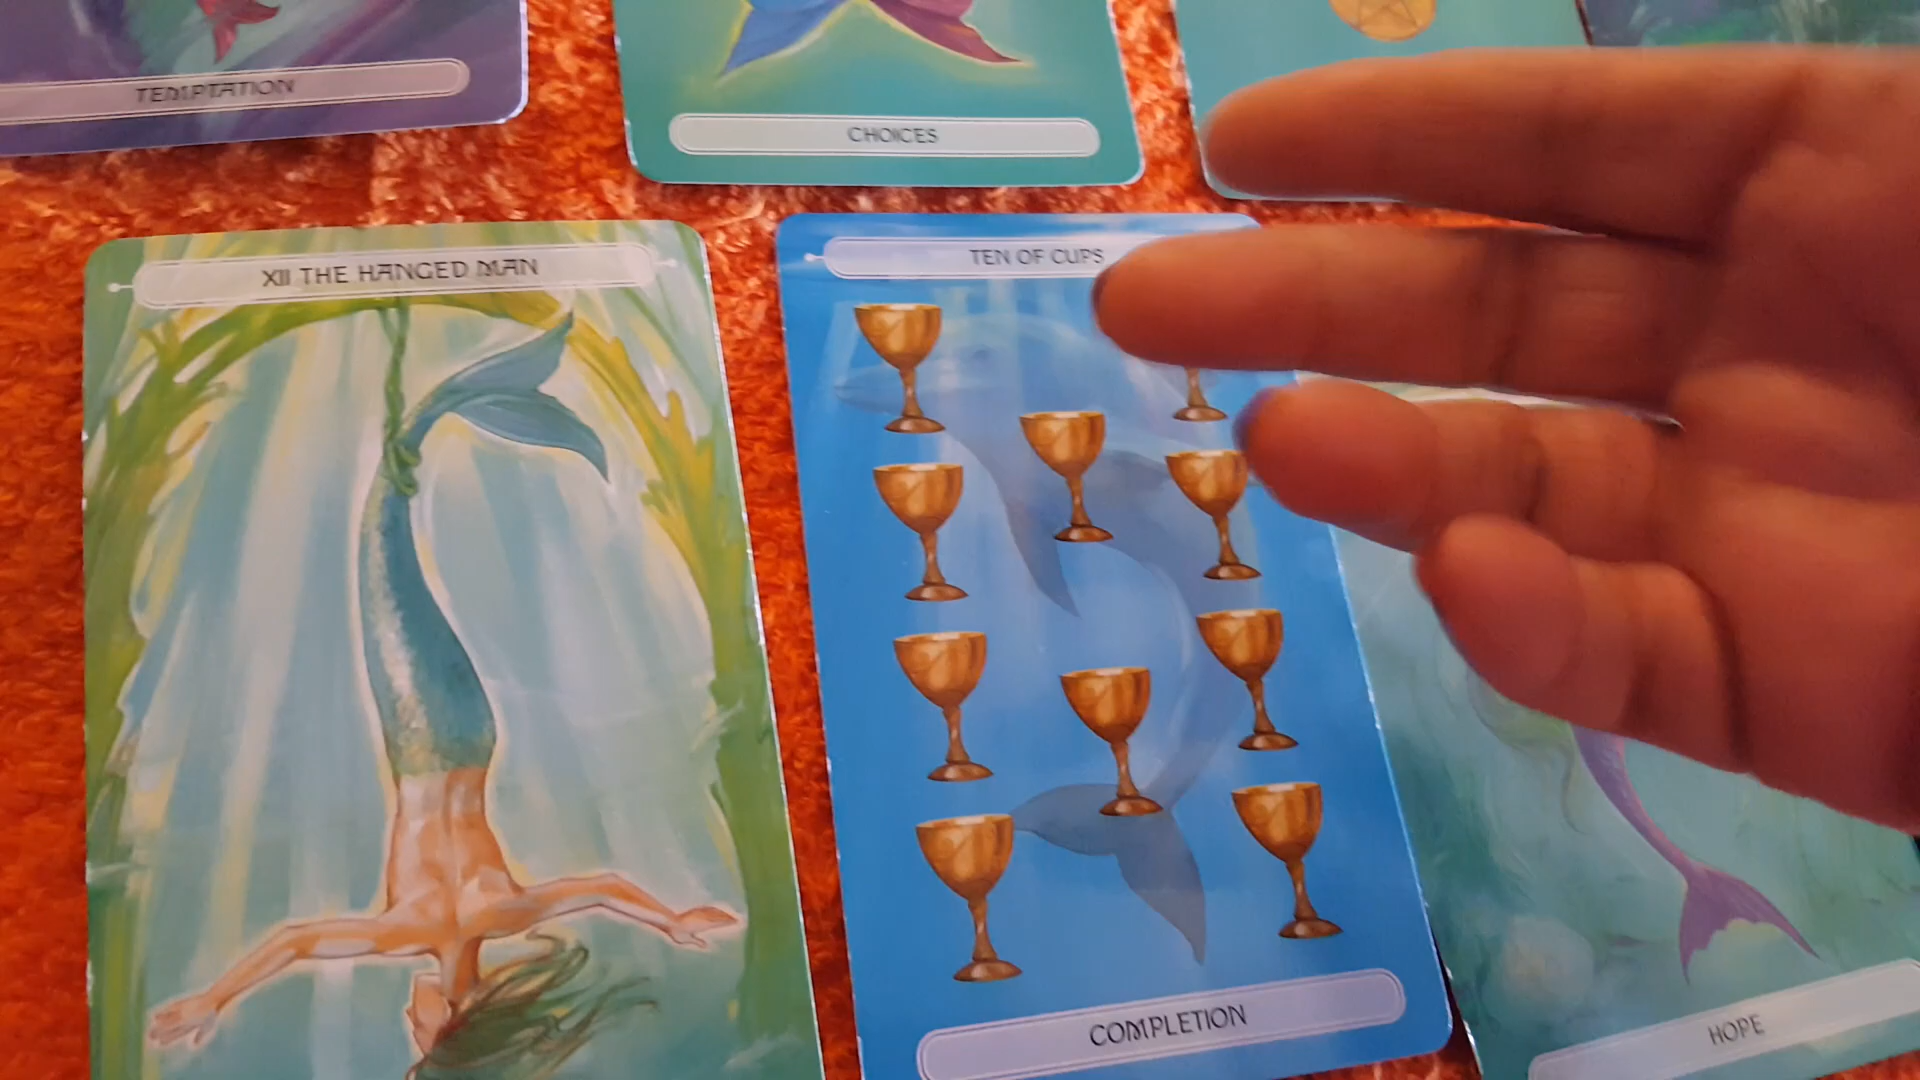 TEMPTATION
CHOICES
XII THE HANGED MAN
TEN OF CUPS
COMPLETION
HOPE